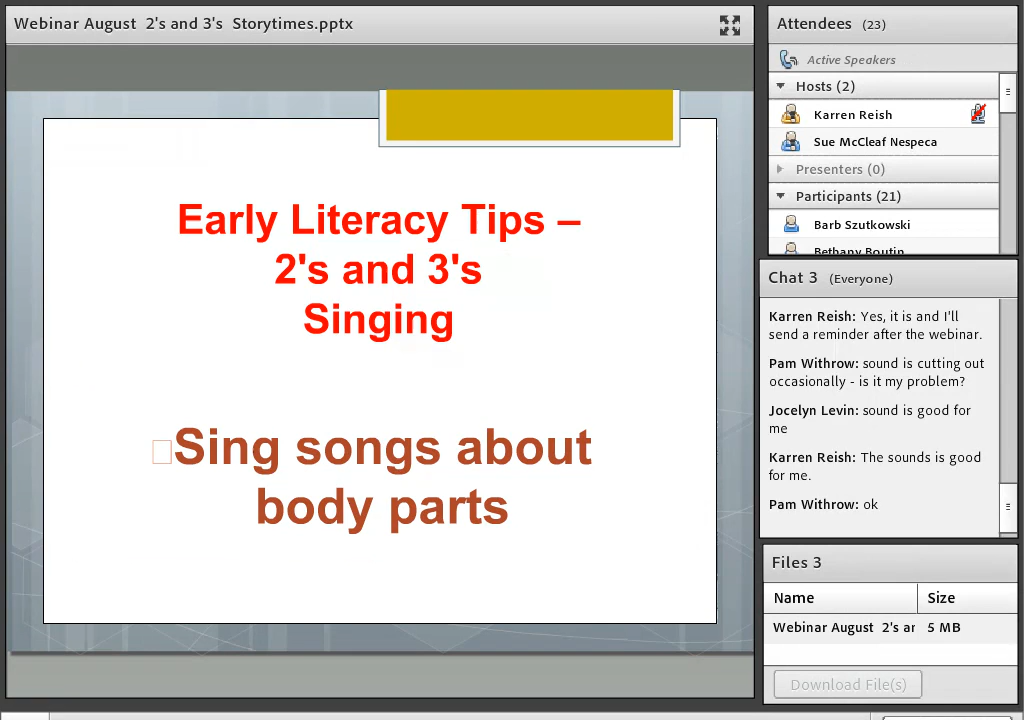 Webinar August 2's and 3's Storytimes.pptx
Early Literacy Tips –
2's and 3's
Singing
Sing songs about
body parts
Attendees (23)
Active Speakers
Hosts (2)
Karren Reish
Sue McCleaf Nespeca
Presenters (0)
Participants (21)
Barb Szutkowski
Bethany Boutin
Chat 3 (Everyone)
Karren Reish: Yes, it is and I'll
send a reminder after the webinar.
Pam Withrow: sound is cutting out
occasionally - is it my problem?
Jocelyn Levin: sound is good for
me
Karren Reish: The sounds is good
for me.
Pam Withrow: ok
Files 3
Name Size
Webinar August 2's ar 5 MB
Download File(s)